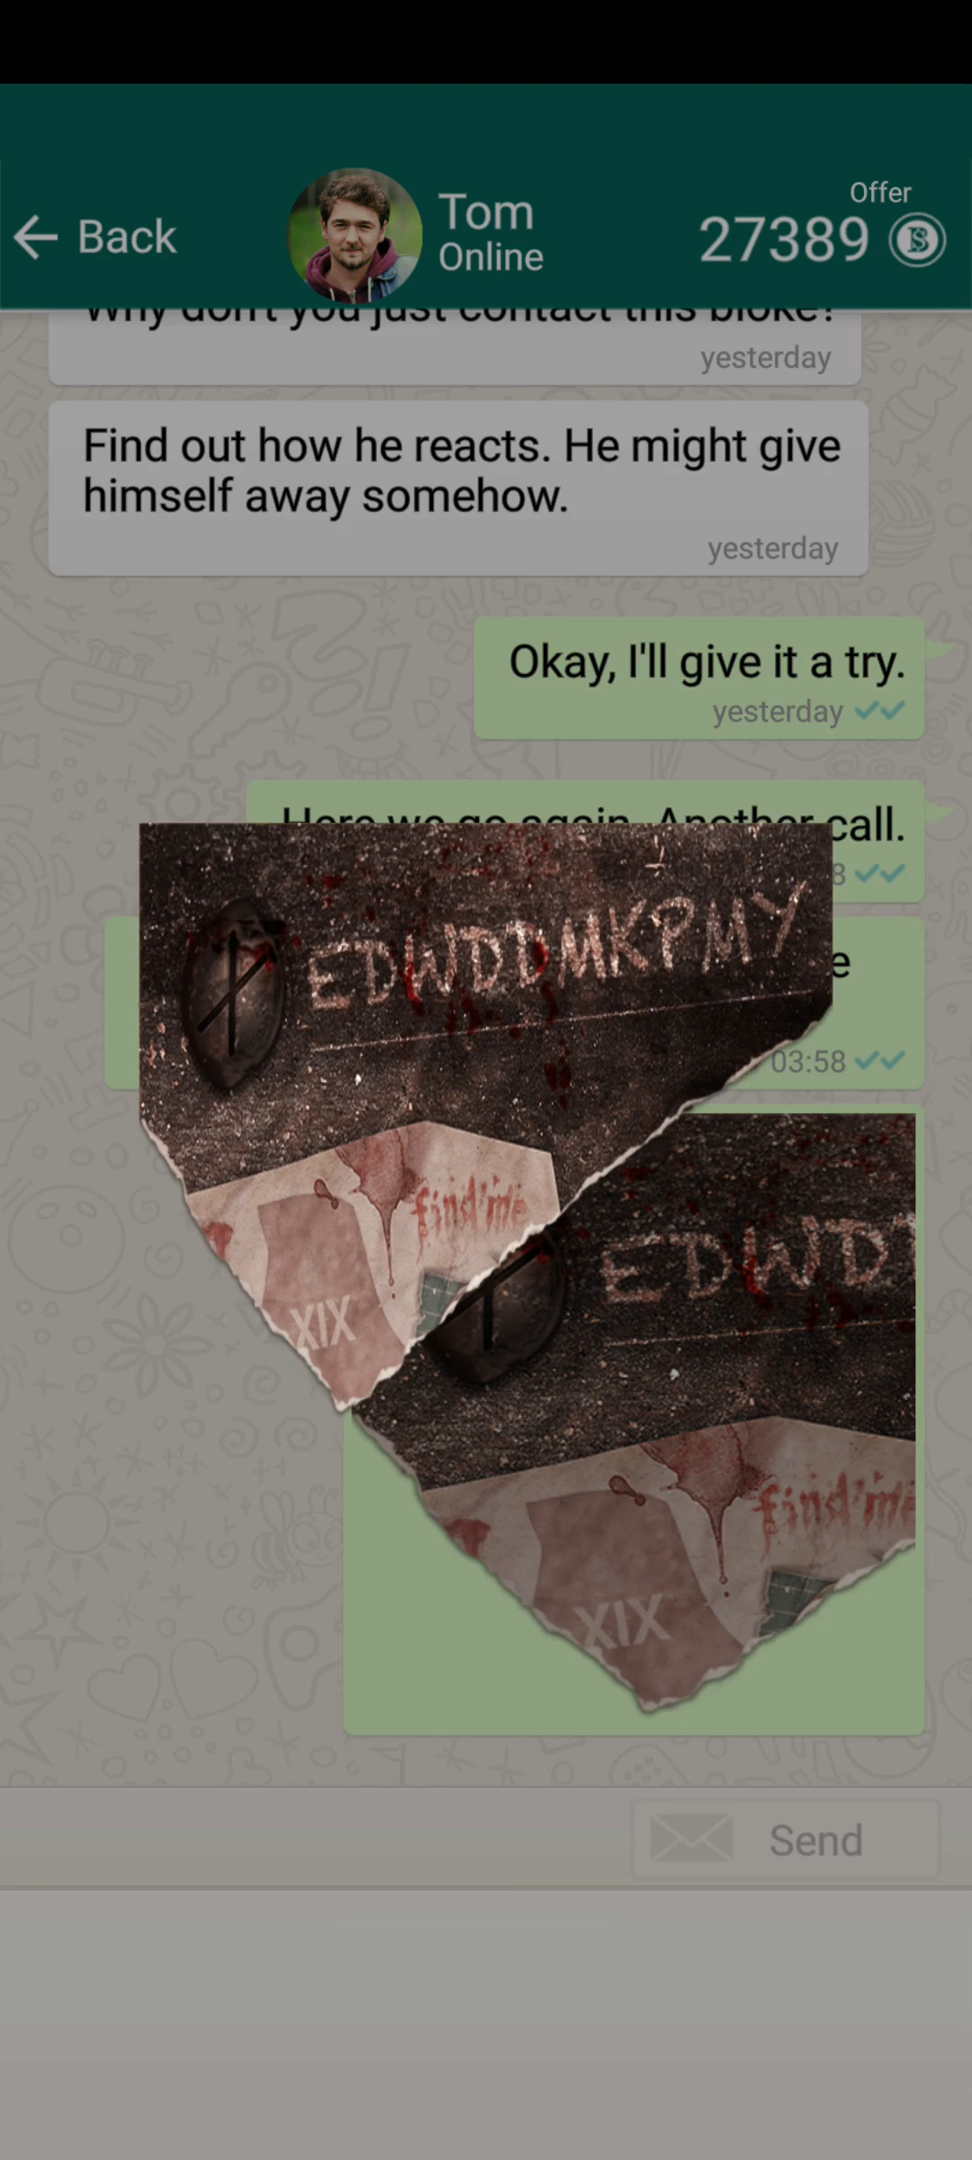 Offer
Back
Tom
27389
Online
Why don't you just contact this bloke?
yesterday
Find out how he reacts. He might give
himself away somehow.
yesterday
Okay, I'll give it a try.
yesterday
Here we go again. Another call.
8
e
03:58
EDWDDMKPMY
find me
XIX
EDWD
find me
XIX
Send